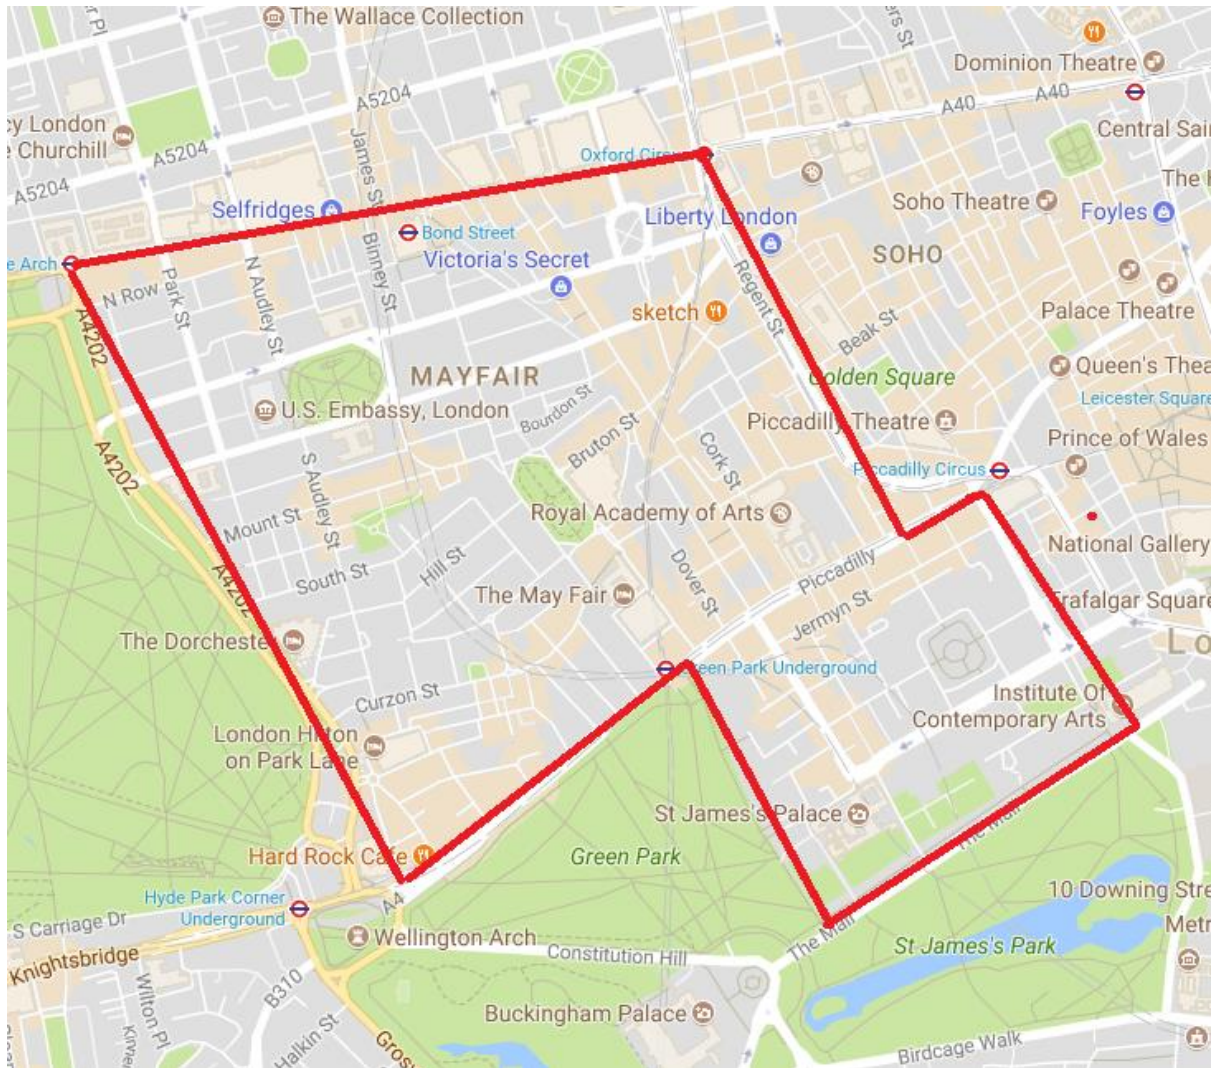 The Wallace Collection
Dominion Theatre
A5204
A40
A40
cy London
e Churchill
A5204
James St
Central Sai
A5204
Oxford Circu
Soho Theatre
Foyles
Selfridges
Liberty London
Bond Street
SOHO
e Arch
Binney St
Victoria's Secret
N Row
Park St
N Audley St
Regent St
sketch
Palace Theatre
A4202
Beak St
Queen's Thea
MAYFAIR
Golden Square
Leicester Square
U.S. Embassy, London
Bourdon St
Piccadilly Theatre
Prince of Wales
Bruton St
Cork St
A4202
S Audley St
Piccadilly Circus
Mount St
Royal Academy of Arts
National Gallery
A4202
South St
Hill St
The May Fair
Dover St
Piccadilly
Jermyn St
Trafalgar Square
The Dorchester
Lo
Green Park Underground
Curzon St
Institute Of
Contemporary Arts
London Hilton
on Park Lane
St James's Palace
The Mall
Hard Rock Cafe
Green Park
Hyde Park Corner
Underground
10 Downing Stre
A4
S Carriage Dr
Wellington Arch
The Mall
St James's Park
Metr
Knightsbridge
Constitution Hill
B310
Wilton Pl
Buckingham Palace
Halkin St
Gros
Birdcage Walk